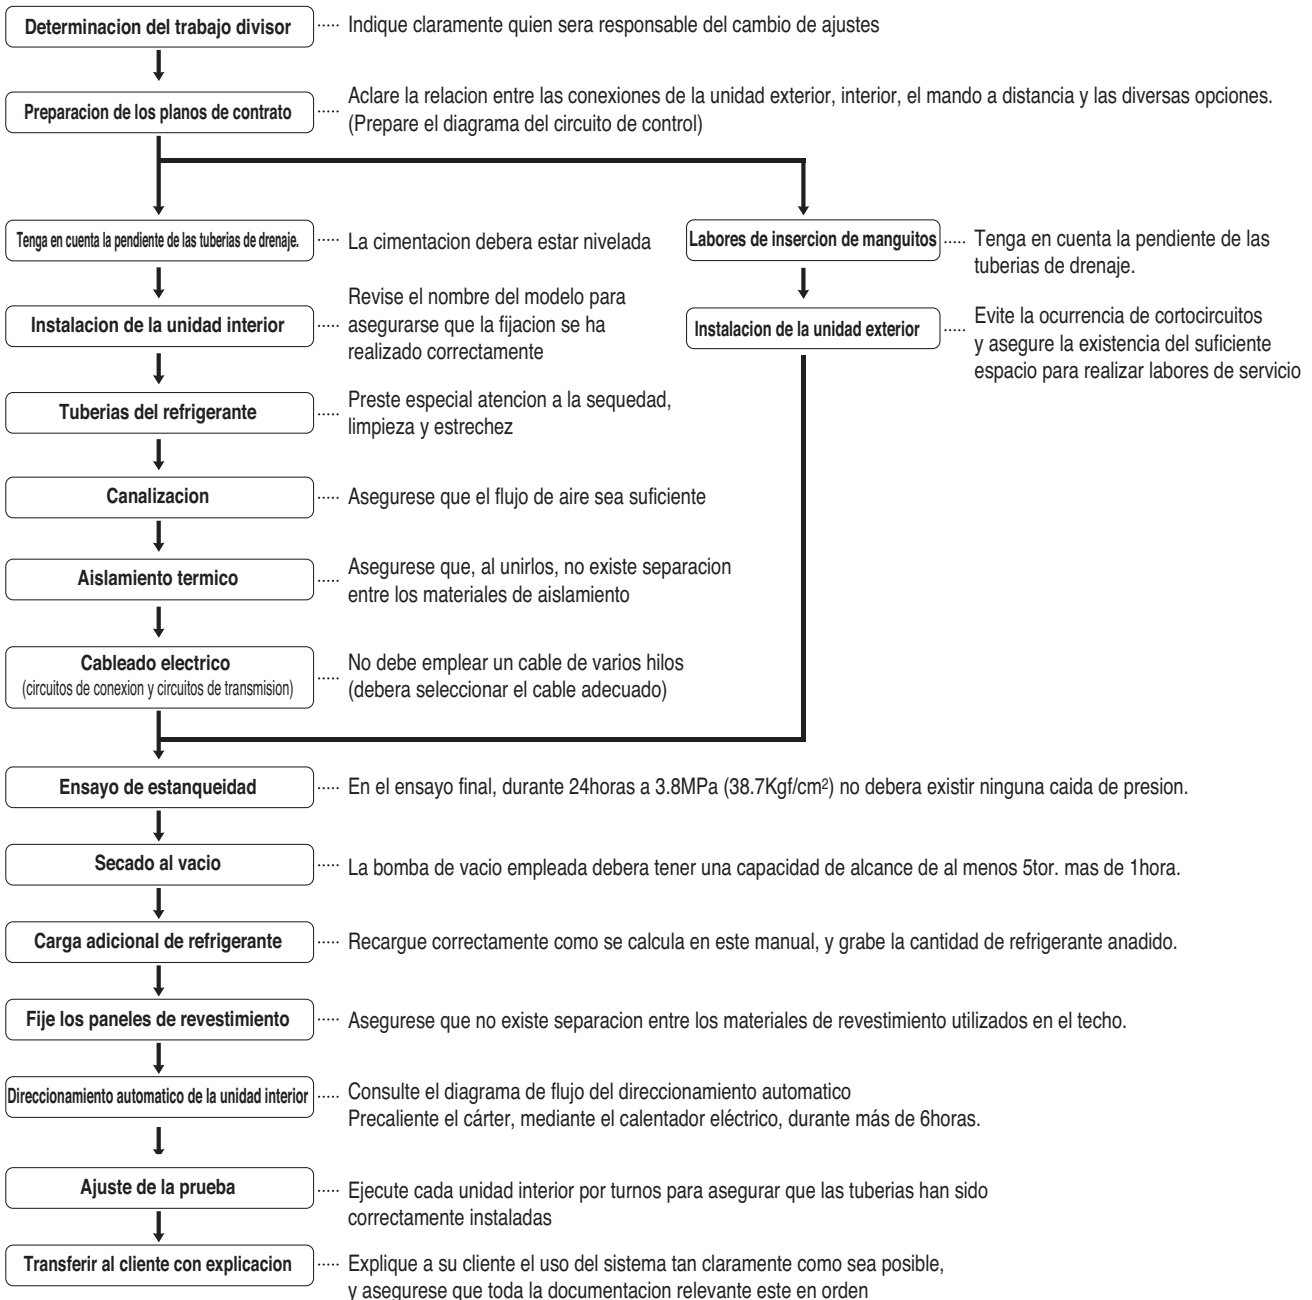 Determinacion del trabajo divisor ..... Indique claramente quien sera responsable del cambio de ajustes
Preparacion de los planos de contrato ..... Aclare la relacion entre las conexiones de la unidad exterior, interior, el mando a distancia y las diversas opciones.
(Prepare el diagrama del circuito de control)
Tenga en cuenta la pendiente de las tuberias de drenaje. ..... La cimentacion debera estar nivelada
Labores de insercion de manguitos ..... Tenga en cuenta la pendiente de las
tuberias de drenaje.
Instalacion de la unidad interior ..... Revise el nombre del modelo para
asegurarse que la fijacion se ha
realizado correctamente
Instalacion de la unidad exterior ..... Evite la ocurrencia de cortocircuitos
y asegure la existencia del suficiente
espacio para realizar labores de servicio
Tuberias del refrigerante ..... Preste especial atencion a la sequedad,
limpieza y estrechez
Canalizacion ..... Asegurese que el flujo de aire sea suficiente
Aislamiento termico ..... Asegurese que, al unirlos, no existe separacion
entre los materiales de aislamiento
Cableado electrico
(circuitos de conexion y circuitos de transmision) ..... No debe emplear un cable de varios hilos
(debera seleccionar el cable adecuado)
Ensayo de estanqueidad ..... En el ensayo final, durante 24horas a 3.8MPa (38.7Kgf/cm²) no debera existir ninguna caida de presion.
Secado al vacio ..... La bomba de vacio empleada debera tener una capacidad de alcance de al menos 5tor. mas de 1hora.
Carga adicional de refrigerante ..... Recargue correctamente como se calcula en este manual, y grabe la cantidad de refrigerante anadido.
Fije los paneles de revestimiento ..... Asegurese que no existe separacion entre los materiales de revestimiento utilizados en el techo.
Direccionamiento automatico de la unidad interior ..... Consulte el diagrama de flujo del direccionamiento automatico
Precaliente el cárter, mediante el calentador eléctrico, durante más de 6horas.
Ajuste de la prueba ..... Ejecute cada unidad interior por turnos para asegurar que las tuberias han sido
correctamente instaladas
Transferir al cliente con explicacion ..... Explique a su cliente el uso del sistema tan claramente como sea posible,
y asegurese que toda la documentacion relevante este en orden